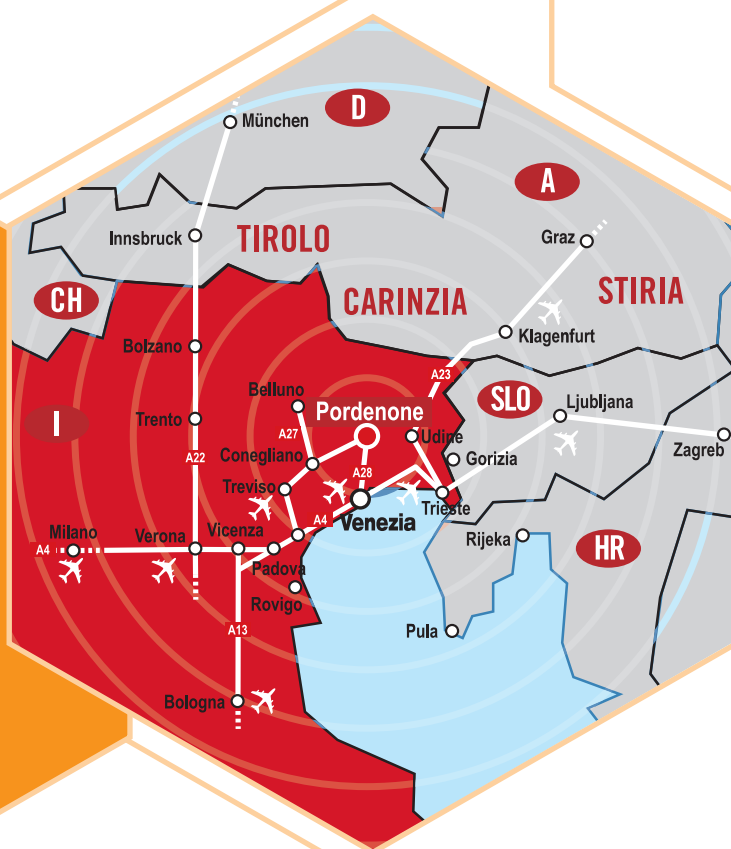 D
München
A
Innsbruck
TIROLO
Graz
CH
CARINZIA
STIRIA
Klagenfurt
Bolzano
A23
Belluno
SLO
Ljubljana
I
Pordenone
Trento
A27
Udine
Zagreb
A22
Conegliano
Gorizia
A28
Treviso
Trieste
Venezia
A4
Milano
Verona
Vicenza
A4
Rijeka
HR
Padova
Rovigo
A13
Pula
Bologna